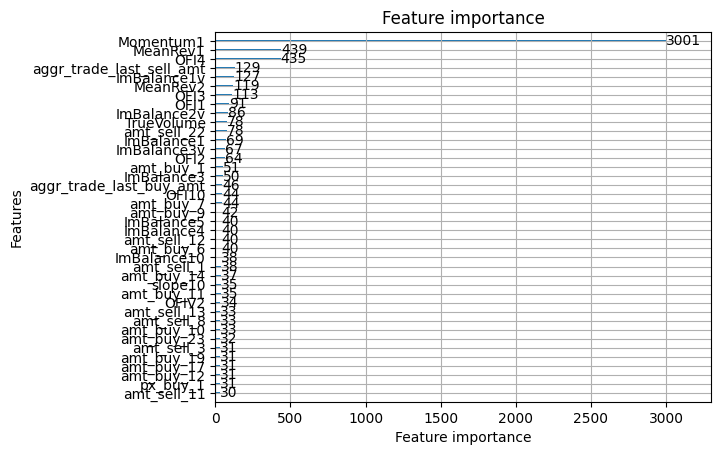 Feature importance
Momentum1 3001
MeanRev1 439
OFI4 435
aggr_trade_last_sell_amt 129
ImBalance1v 127
MeanRev2 119
OFI3 113
OFI1 91
ImBalance2v 86
TrueVolume 78
amt_sell_22 78
ImBalance1 69
ImBalance3v 67
OFI2 64
amt_buy_1 51
ImBalance3 50
aggr_trade_last_buy_amt 46
OFI10 44
amt_buy_7 44
amt_buy_9 42
ImBalance5 40
ImBalance4 40
amt_sell_12 40
amt_buy_6 40
ImBalance10 38
amt_sell_1 38
amt_buy_14 37
slope10 35
amt_buy_11 35
OFIv2 34
amt_sell_13 33
amt_sell_8 33
amt_buy_10 33
amt_buy_23 32
amt_sell_3 31
amt_buy_19 31
amt_buy_17 31
amt_buy_12 31
px_buy_1 31
amt_sell_11 30
Features
0 500 1000 1500 2000 2500 3000
Feature importance